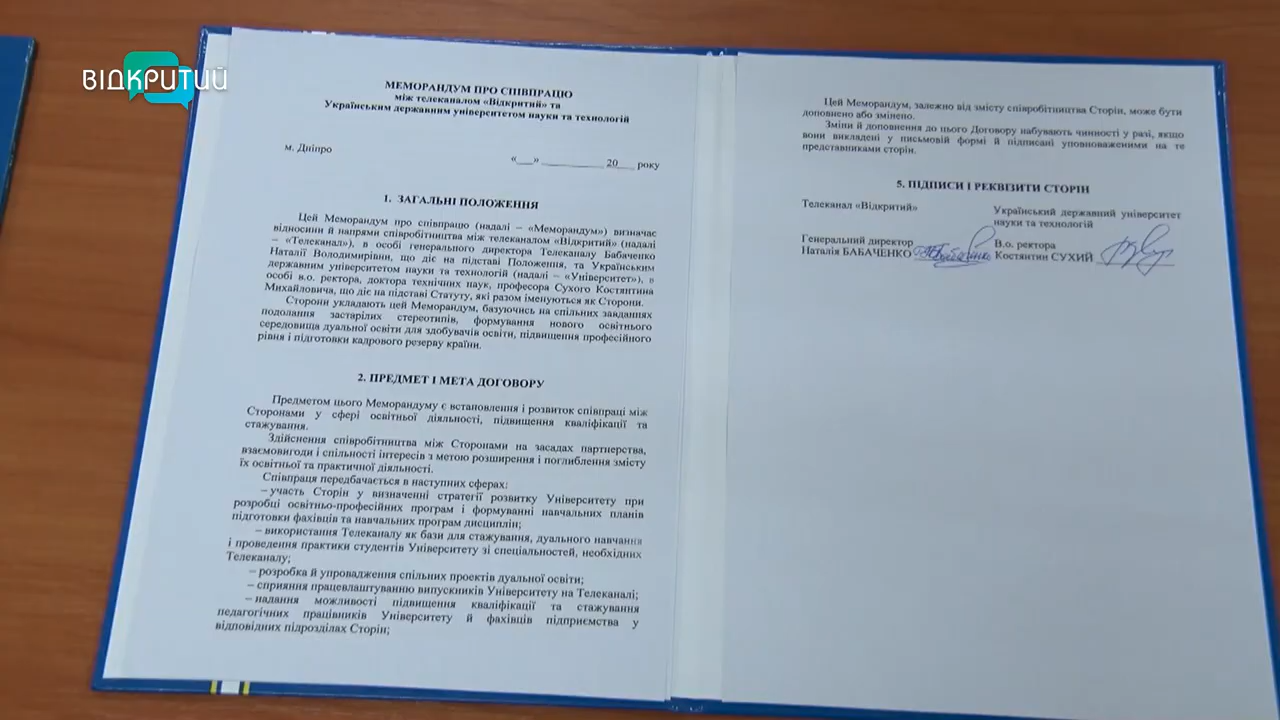 ВІДКРИТИЙ
МЕМОРАНДУМ ПРО СПІВПРАЦЮ
між телеканалом «Відкритий» та
Українським державним університетом науки та технологій
м. Дніпро
«___» ___________ 20___ року
1. ЗАГАЛЬНІ ПОЛОЖЕННЯ
Цей Меморандум про співпрацю (надалі – «Меморандум») визначає
відносини й напрями співробітництва між телеканалом «Відкритий» (надалі
– «Телеканал»), в особі генерального директора Телеканалу Бабаченко
Наталії Володимирівни, що діє на підставі Положення, та Українським
державним університетом науки та технологій (надалі – «Університет»), в
особі в.о. ректора, доктора технічних наук, професора Сухого Костянтина
Михайловича, що діє на підставі Статуту, які разом іменуються як Сторони.
Сторони укладають цей Меморандум, базуючись на спільних завданнях
подолання застарілих стереотипів, формування нового освітнього
середовища дуальної освіти для здобувачів освіти, підвищення професійного
рівня і підготовки кадрового резерву країни.
2. ПРЕДМЕТ І МЕТА ДОГОВОРУ
Предметом цього Меморандуму є встановлення і розвиток співпраці між
Сторонами у сфері освітньої діяльності, підвищення кваліфікації та
стажування.
Здійснення співробітництва між Сторонами на засадах партнерства,
взаємовигоди і спільності інтересів з метою розширення і поглиблення змісту
їх освітньої та практичної діяльності.
Співпраця передбачається в наступних сферах:
– участь Сторін у визначенні стратегії розвитку Університету при
розробці освітньо-професійних програм і формуванні навчальних планів
підготовки фахівців та навчальних програм дисциплін;
– використання Телеканалу як бази для стажування, дуального навчання
і проведення практики студентів Університету зі спеціальностей, необхідних
Телеканалу;
– розробка й упровадження спільних проектів дуальної освіти;
– сприяння працевлаштуванню випускників Університету на Телеканалі;
– надання можливості підвищення кваліфікації та стажування
педагогічних працівників Університету й фахівців підприємства у
відповідних підрозділах Сторін;
Цей Меморандум, залежно від змісту співробітництва Сторін, може бути
доповнено або змінено.
Зміни й доповнення до цього Договору набувають чинності у разі, якщо
вони викладені у письмовій формі й підписані уповноваженими на те
представниками сторін.
5. ПІДПИСИ І РЕКВІЗИТИ СТОРІН
Телеканал «Відкритий»
Генеральний директор
Наталія БАБАЧЕНКО
Український державний університет
науки та технологій
В.о. ректора
Костянтин СУХИЙ